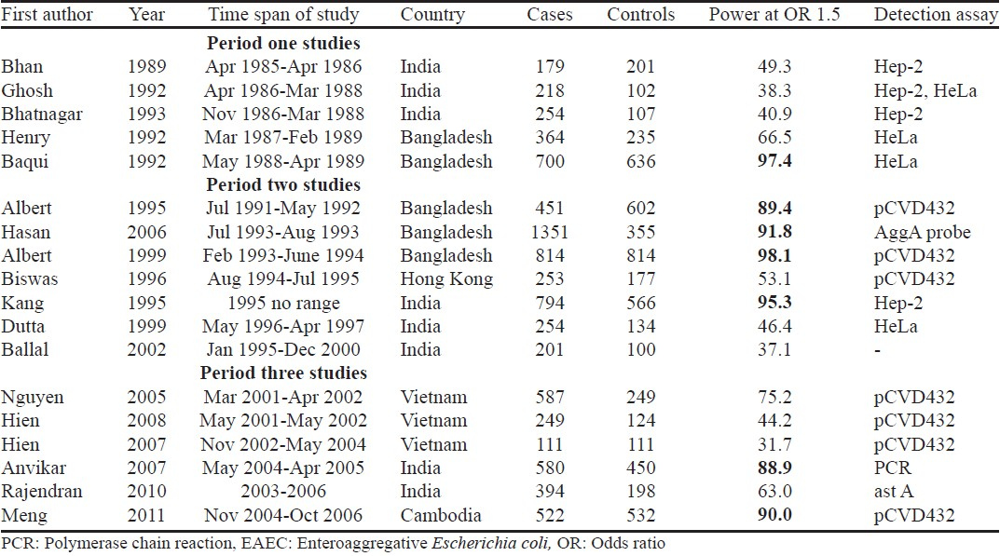 First author Year Time span of study Country Cases Controls Power at OR 1.5 Detection assay
Period one studies
Bhan 1989 Apr 1985-Apr 1986 India 179 201 49.3 Hep-2
Ghosh 1992 Apr 1986-Mar 1988 India 218 102 38.3 Hep-2, HeLa
Bhatnagar 1993 Nov 1986-Mar 1988 India 254 107 40.9 Hep-2
Henry 1992 Mar 1987-Feb 1989 Bangladesh 364 235 66.5 HeLa
Baqui 1992 May 1988-Apr 1989 Bangladesh 700 636 97.4 HeLa
Period two studies
Albert 1995 Jul 1991-May 1992 Bangladesh 451 602 89.4 pCVD432
Hasan 2006 Jul 1993-Aug 1993 Bangladesh 1351 355 91.8 AggA probe
Albert 1999 Feb 1993-June 1994 Bangladesh 814 814 98.1 pCVD432
Biswas 1996 Aug 1994-Jul 1995 Hong Kong 253 177 53.1 pCVD432
Kang 1995 1995 no range India 794 566 95.3 Hep-2
Dutta 1999 May 1996-Apr 1997 India 254 134 46.4 HeLa
Ballal 2002 Jan 1995-Dec 2000 India 201 100 37.1 -
Period three studies
Nguyen 2005 Mar 2001-Apr 2002 Vietnam 587 249 75.2 pCVD432
Hien 2008 May 2001-May 2002 Vietnam 249 124 44.2 pCVD432
Hien 2007 Nov 2002-May 2004 Vietnam 111 111 31.7 pCVD432
Anvikar 2007 May 2004-Apr 2005 India 580 450 88.9 PCR
Rajendran 2010 2003-2006 India 394 198 63.0 ast A
Meng 2011 Nov 2004-Oct 2006 Cambodia 522 532 90.0 pCVD432
PCR: Polymerase chain reaction, EAEC: Enteroaggregative Escherichia coli, OR: Odds ratio